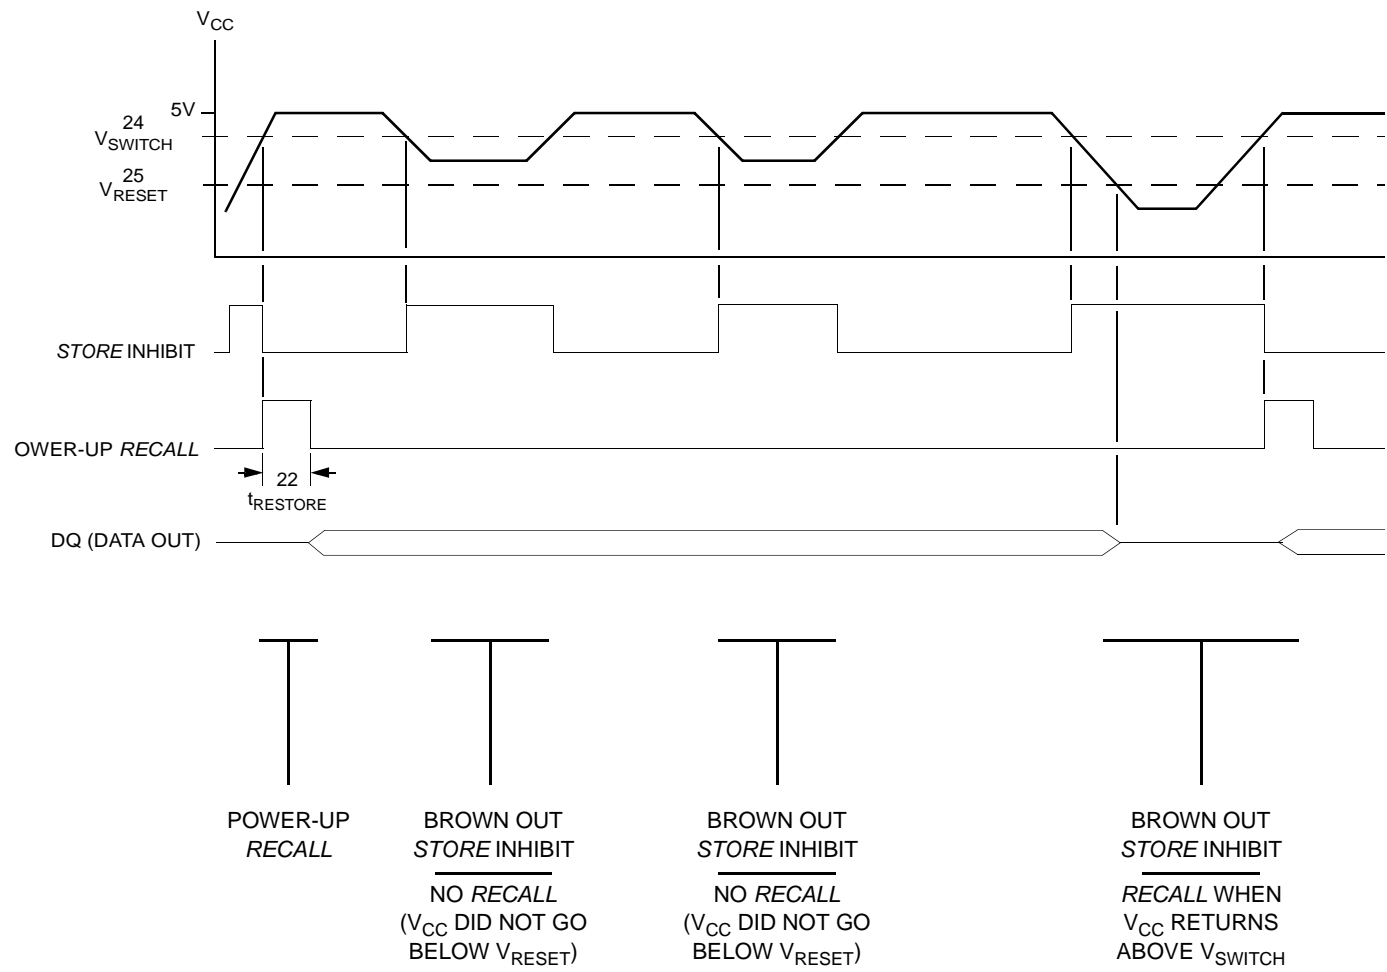 VCC
5V
24
VSWITCH
25
VRESET
STORE INHIBIT
OWER-UP RECALL
22
tRESTORE
DQ (DATA OUT)
POWER-UP
RECALL
BROWN OUT
STORE INHIBIT
NO RECALL
(VCC DID NOT GO
BELOW VRESET)
BROWN OUT
STORE INHIBIT
NO RECALL
(VCC DID NOT GO
BELOW VRESET)
BROWN OUT
STORE INHIBIT
RECALL WHEN
VCC RETURNS
ABOVE VSWITCH